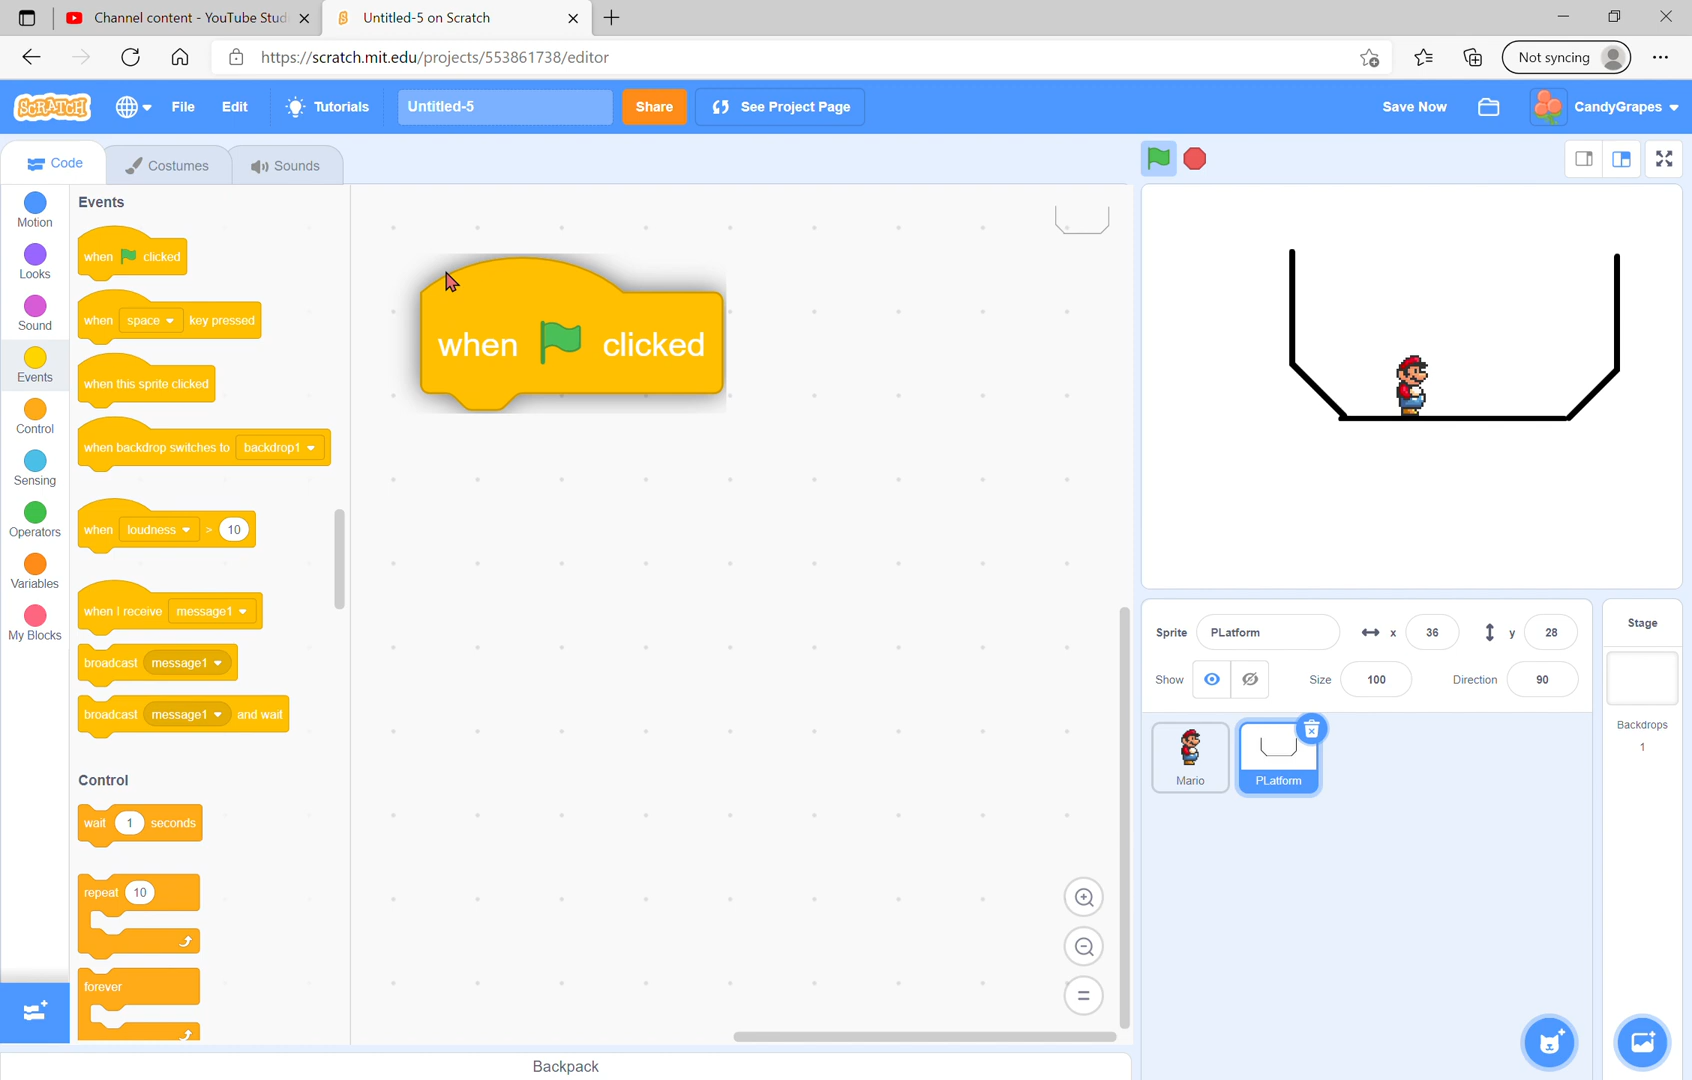 Channel content - YouTube Studi
Untitled-5 on Scratch
https://scratch.mit.edu/projects/553861738/editor
Not syncing
SCRATCH
File
Edit
Tutorials
Untitled-5
Share
See Project Page
Save Now
CandyGrapes
Code
Costumes
Sounds
Motion
Looks
Sound
Events
Control
Sensing
Operators
Variables
My Blocks
Events
when clicked
when space key pressed
when this sprite clicked
when backdrop switches to backdrop1
when loudness > 10
when I receive message1
broadcast message1
broadcast message1 and wait
Control
wait 1 seconds
repeat 10
forever
when clicked
Backpack
Sprite PLatform x 36 y 28
Show Size 100 Direction 90
Mario
PLatform
Stage
Backdrops
1